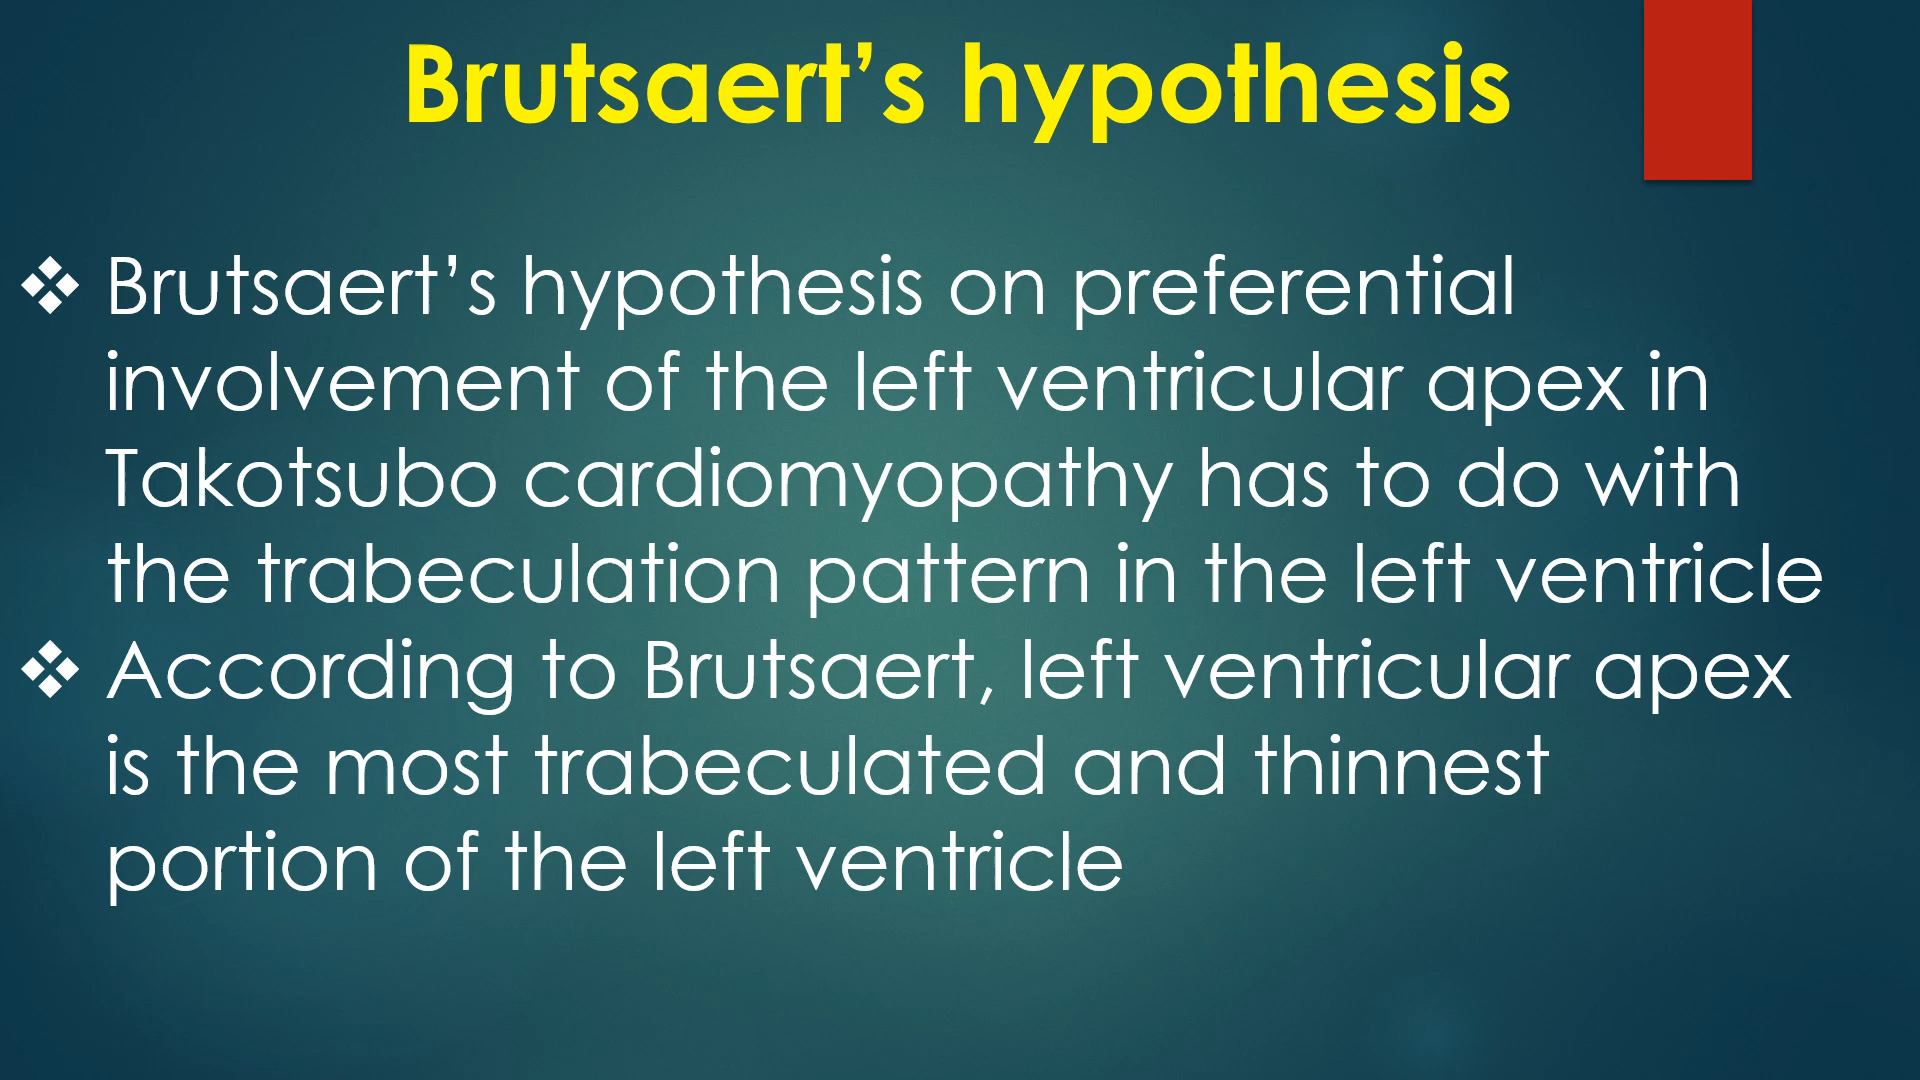 Brutsaert’s hypothesis
❖ Brutsaert’s hypothesis on preferential
involvement of the left ventricular apex in
Takotsubo cardiomyopathy has to do with
the trabeculation pattern in the left ventricle
❖ According to Brutsaert, left ventricular apex
is the most trabeculated and thinnest
portion of the left ventricle